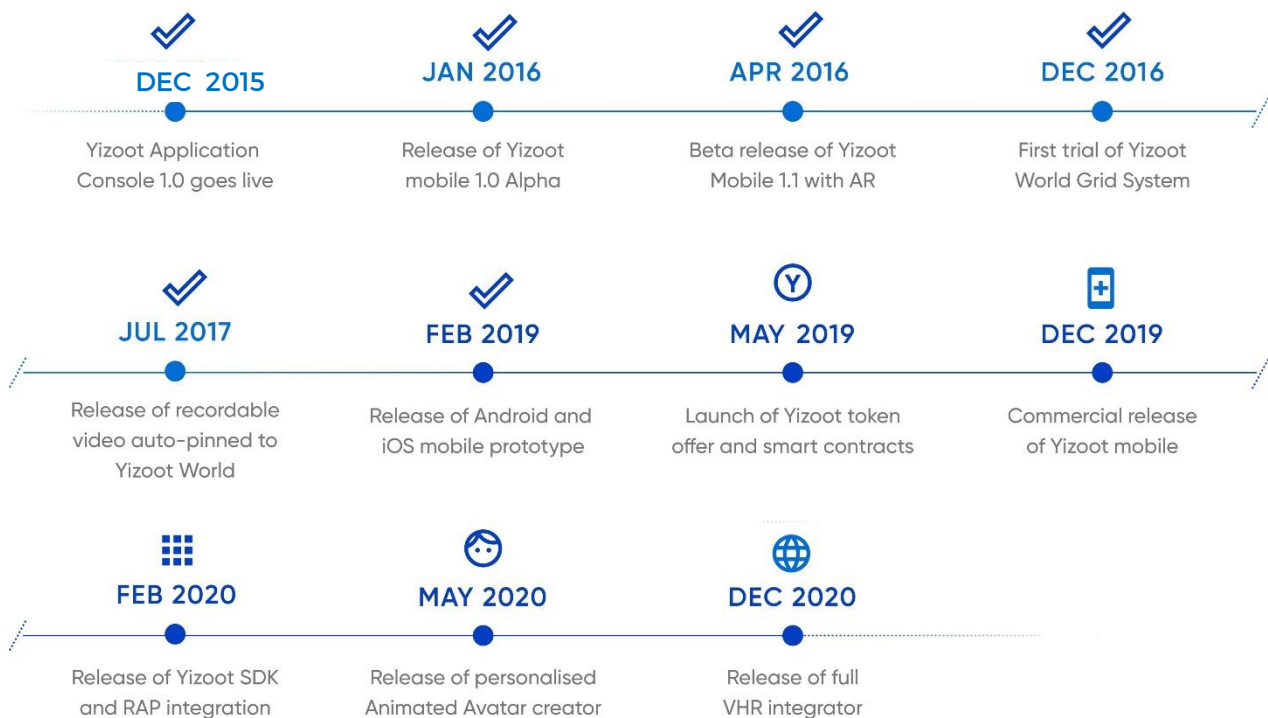 DEC 2015
JAN 2016
APR 2016
DEC 2016
Yizoot Application
Console 1.0 goes live
Release of Yizoot
mobile 1.0 Alpha
Beta release of Yizoot
Mobile 1.1 with AR
First trial of Yizoot
World Grid System
Y
JUL 2017
FEB 2019
MAY 2019
DEC 2019
Release of recordable
video auto-pinned to
Yizoot World
Release of Android and
iOS mobile prototype
Launch of Yizoot token
offer and smart contracts
Commercial release
of Yizoot mobile
FEB 2020
MAY 2020
DEC 2020
Release of Yizoot SDK
and RAP integration
Release of personalised
Animated Avatar creator
Release of full
VHR integrator